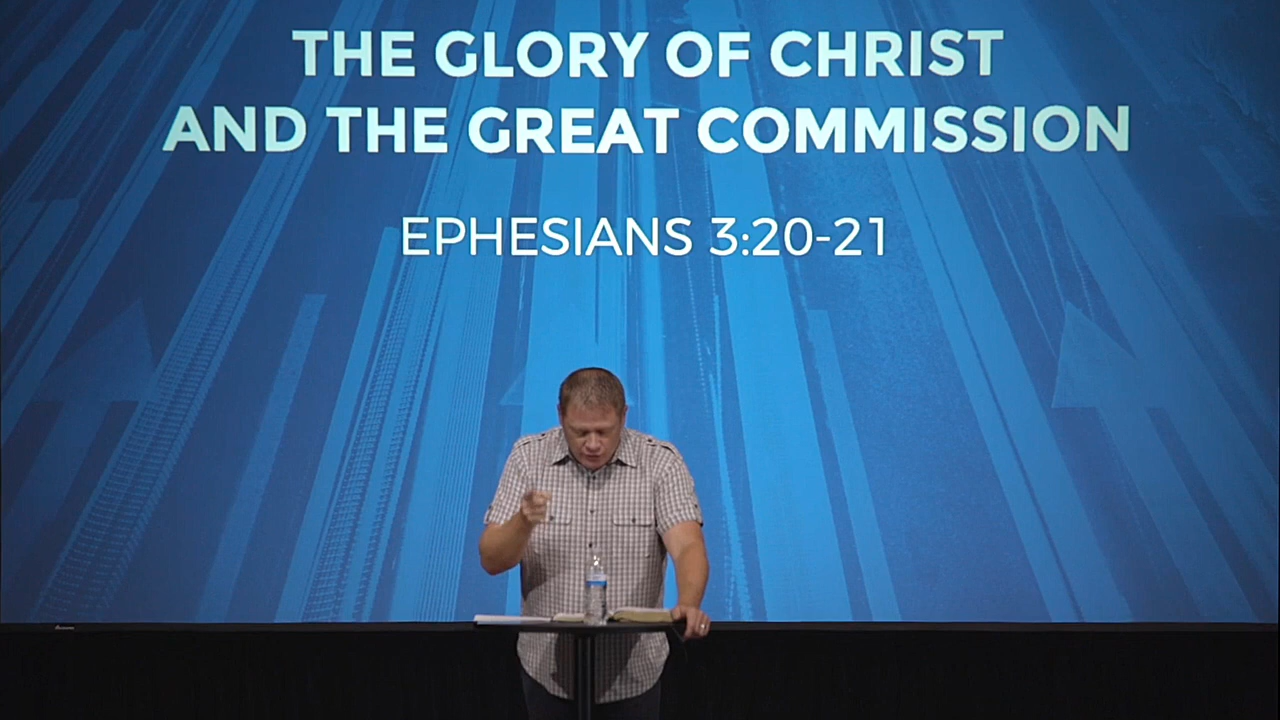 THE GLORY OF CHRIST
AND THE GREAT COMMISSION
EPHESIANS 3:20-21